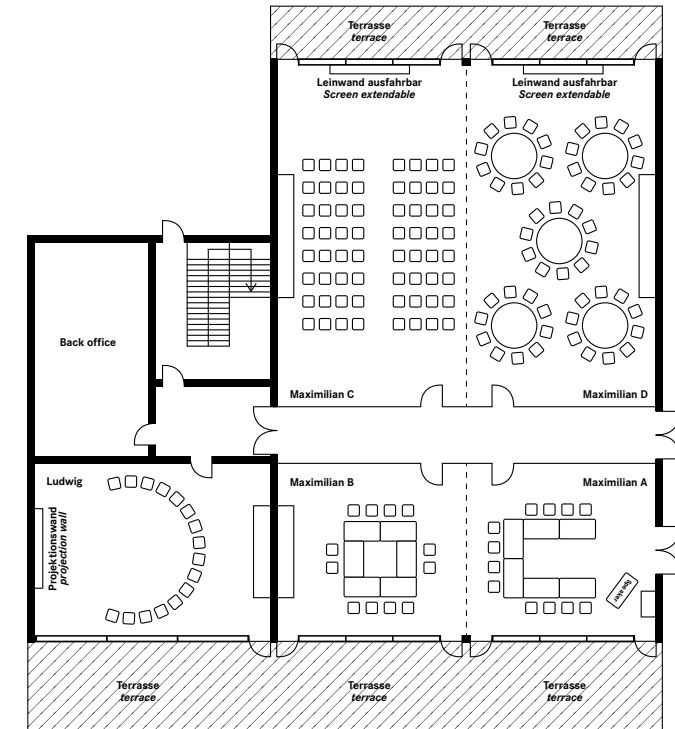 Terrasse
terrace
Terrasse
terrace
Leinwand ausfahrbar
Screen extendable
Leinwand ausfahrbar
Screen extendable
Back office
Maximilian C
Maximilian D
Ludwig
Maximilian B
Maximilian A
Projektionswand
projection wall
Speaker
Terrasse
terrace
Terrasse
terrace
Terrasse
terrace